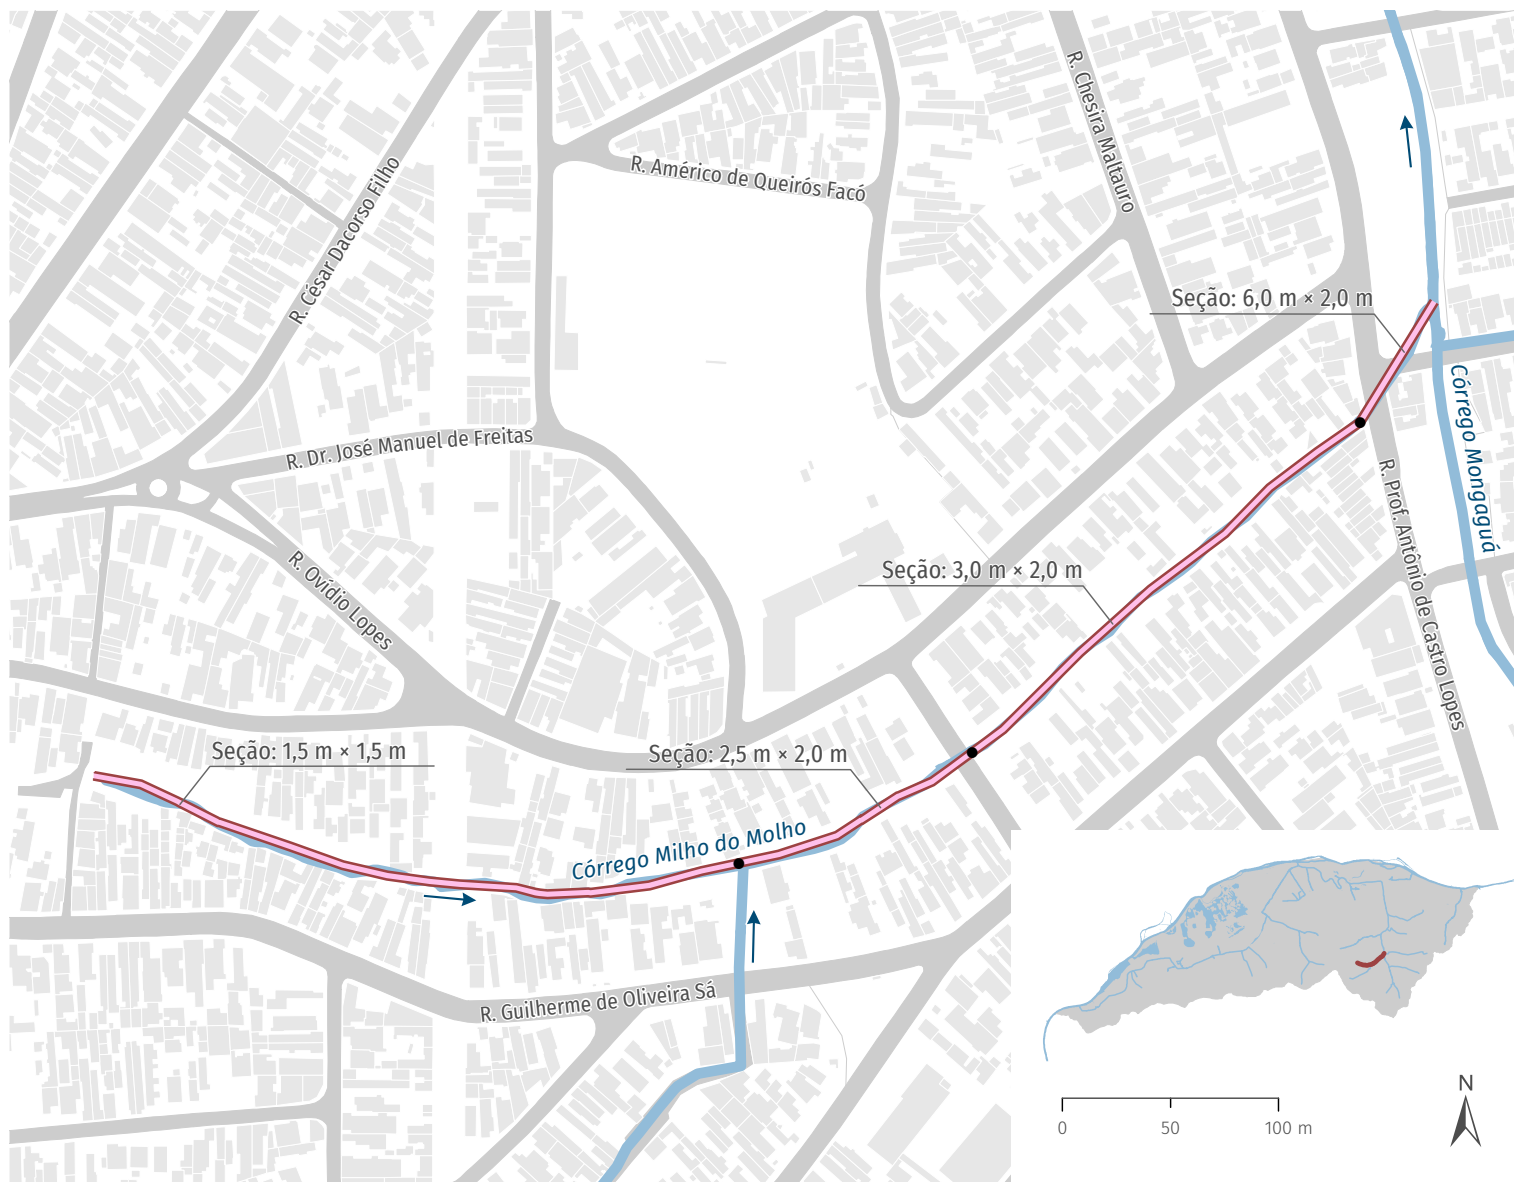 R. Chesira Maltauro
R. Américo de Queirós Facó
R. César Dacorso Filho
Seção: 6,0 m × 2,0 m
Córrego Mongaguá
R. Dr. José Manuel de Freitas
R. Prof. Antônio de Castro Lopes
R. Ovídio Lopes
Seção: 3,0 m × 2,0 m
Seção: 1,5 m × 1,5 m
Seção: 2,5 m × 2,0 m
Córrego Milho do Molho
R. Guilherme de Oliveira Sá
N
0 50 100 m